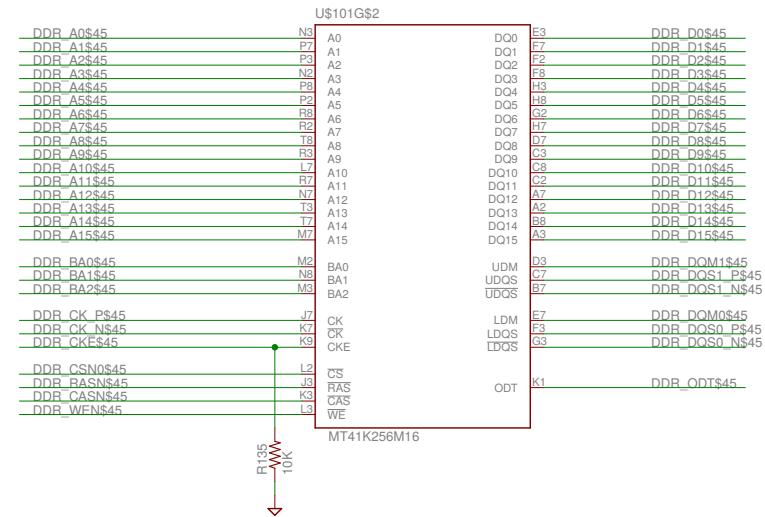 U$101G$2
DDR_A0$45 N3 A0 DQ0 E3 DDR_D0$45
DDR_A1$45 P7 A1 DQ1 F7 DDR_D1$45
DDR_A2$45 P3 A2 DQ2 F2 DDR_D2$45
DDR_A3$45 N2 A3 DQ3 F8 DDR_D3$45
DDR_A4$45 P8 A4 DQ4 H3 DDR_D4$45
DDR_A5$45 P2 A5 DQ5 H8 DDR_D5$45
DDR_A6$45 R8 A6 DQ6 G2 DDR_D6$45
DDR_A7$45 R2 A7 DQ7 H7 DDR_D7$45
DDR_A8$45 T8 A8 DQ8 D7 DDR_D8$45
DDR_A9$45 R3 A9 DQ9 C3 DDR_D9$45
DDR_A10$45 L7 A10 DQ10 C8 DDR_D10$45
DDR_A11$45 R7 A11 DQ11 C2 DDR_D11$45
DDR_A12$45 N7 A12 DQ12 A7 DDR_D12$45
DDR_A13$45 T3 A13 DQ13 A2 DDR_D13$45
DDR_A14$45 T7 A14 DQ14 B8 DDR_D14$45
DDR_A15$45 M7 A15 DQ15 A3 DDR_D15$45
DDR_BA0$45 M2 BA0 UDM D3 DDR_DQM1$45
DDR_BA1$45 N8 BA1 UDQS C7 DDR_DQS1_P$45
DDR_BA2$45 M3 BA2 UDQS B7 DDR_DQS1_N$45
DDR_CK_P$45 J7 CK LDM E7 DDR_DQM0$45
DDR_CK_N$45 K7 CK LDQS F3 DDR_DQS0_P$45
DDR_CKE$45 K9 CKE LDQS G3 DDR_DQS0_N$45
DDR_CSN0$45 L2 CS
DDR_RASN$45 J3 RAS ODT K1 DDR_ODT$45
DDR_CASN$45 K3 CAS
DDR_WEN$45 L3 WE
MT41K256M16
R135
10K